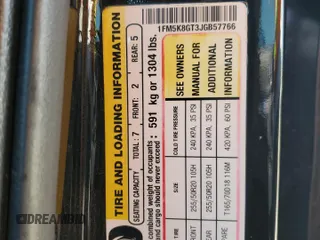 1FM5K8GT3JGB57766
TIRE AND LOADING INFORMATION
SEATING CAPACITY TOTAL: 7 FRONT: 2 REAR: 5
combined weight of occupants
and cargo should never exceed: 591 kg or 1304 lbs.
TIRE SIZE COLD TIRE PRESSURE
255/50R20 105H 240 KPA, 35 PSI
255/50R20 105H 240 KPA, 35 PSI
T165/70D18 116M 420 KPA, 60 PSI
SEE OWNERS
MANUAL FOR
ADDITIONAL
INFORMATION
DREAMBID